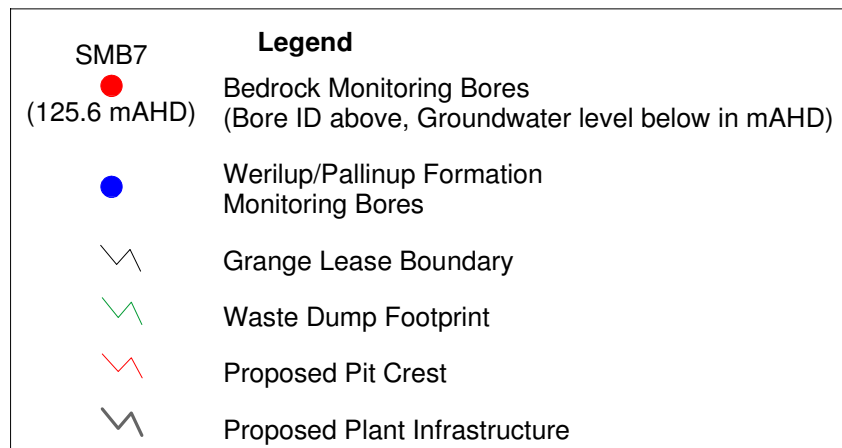 Legend
SMB7
(125.6 mAHD)
Bedrock Monitoring Bores
(Bore ID above, Groundwater level below in mAHD)
Werilup/Pallinup Formation
Monitoring Bores
Grange Lease Boundary
Waste Dump Footprint
Proposed Pit Crest
Proposed Plant Infrastructure